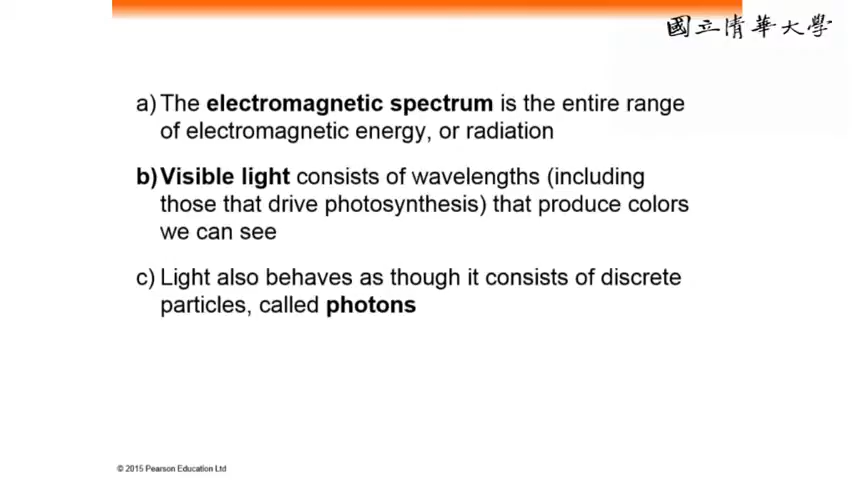 國立清華大學
a) The electromagnetic spectrum is the entire range
of electromagnetic energy, or radiation
b) Visible light consists of wavelengths (including
those that drive photosynthesis) that produce colors
we can see
c) Light also behaves as though it consists of discrete
particles, called photons
© 2015 Pearson Education Ltd